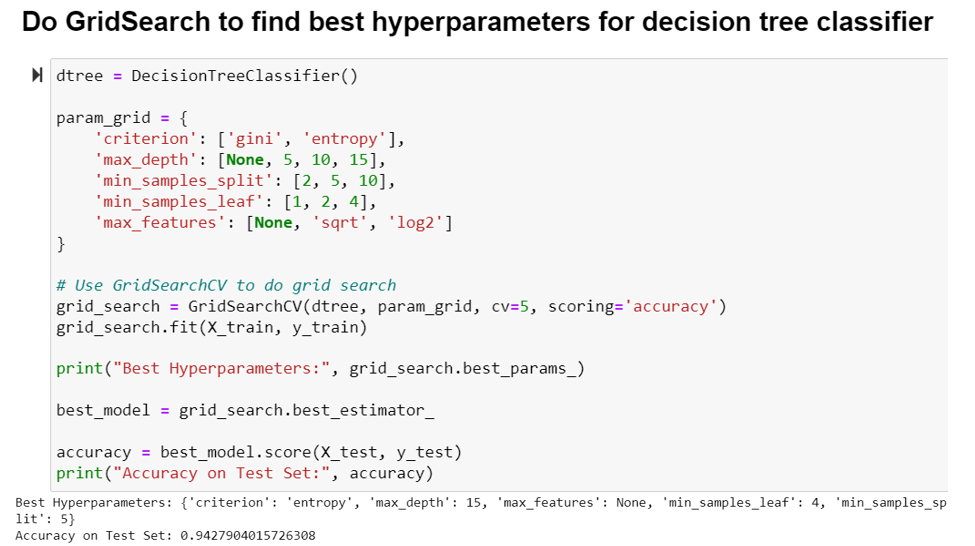 Do GridSearch to find best hyperparameters for decision tree classifier
dtree = DecisionTreeClassifier()
param_grid = {
    'criterion': ['gini', 'entropy'],
    'max_depth': [None, 5, 10, 15],
    'min_samples_split': [2, 5, 10],
    'min_samples_leaf': [1, 2, 4],
    'max_features': [None, 'sqrt', 'log2']
}
# Use GridSearchCV to do grid search
grid_search = GridSearchCV(dtree, param_grid, cv=5, scoring='accuracy')
grid_search.fit(X_train, y_train)
print("Best Hyperparameters:", grid_search.best_params_)
best_model = grid_search.best_estimator_
accuracy = best_model.score(X_test, y_test)
print("Accuracy on Test Set:", accuracy)
Best Hyperparameters: {'criterion': 'entropy', 'max_depth': 15, 'max_features': None, 'min_samples_leaf': 4, 'min_samples_sp
lit': 5}
Accuracy on Test Set: 0.9427904015726308